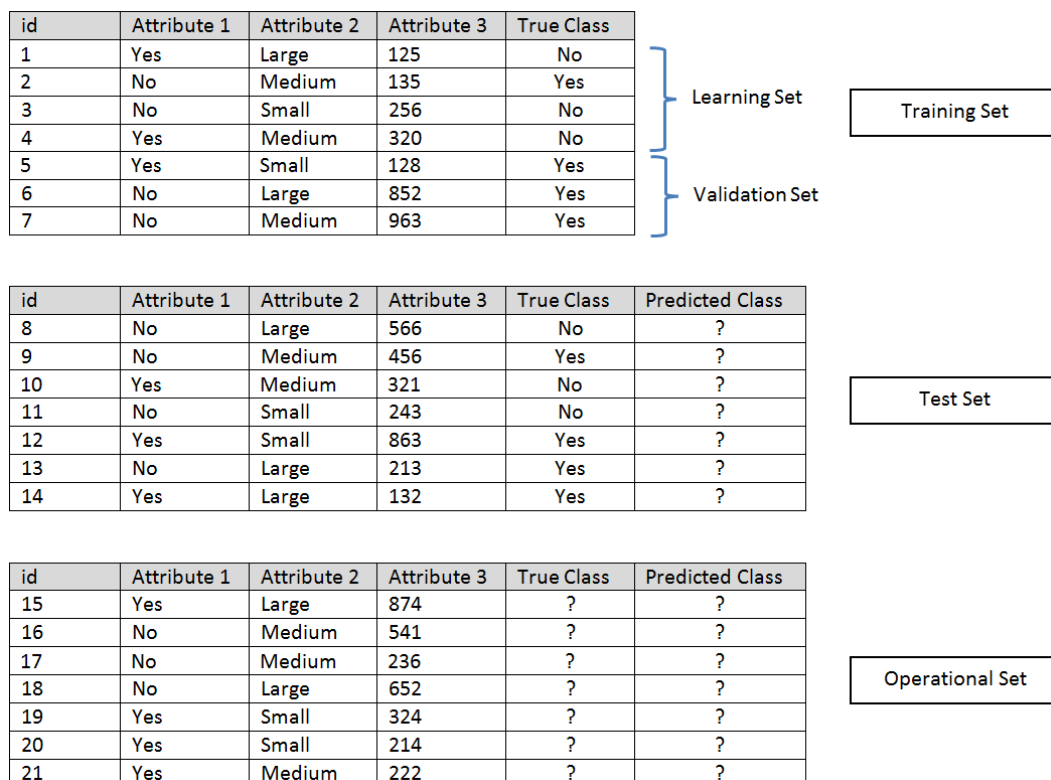 id Attribute 1 Attribute 2 Attribute 3 True Class
1 Yes Large 125 No
2 No Medium 135 Yes
3 No Small 256 No
4 Yes Medium 320 No
5 Yes Small 128 Yes
6 No Large 852 Yes
7 No Medium 963 Yes
Learning Set
Validation Set
Training Set
id Attribute 1 Attribute 2 Attribute 3 True Class Predicted Class
8 No Large 566 No ?
9 No Medium 456 Yes ?
10 Yes Medium 321 No ?
11 No Small 243 No ?
12 Yes Small 863 Yes ?
13 No Large 213 Yes ?
14 Yes Large 132 Yes ?
Test Set
id Attribute 1 Attribute 2 Attribute 3 True Class Predicted Class
15 Yes Large 874 ? ?
16 No Medium 541 ? ?
17 No Medium 236 ? ?
18 No Large 652 ? ?
19 Yes Small 324 ? ?
20 Yes Small 214 ? ?
21 Yes Medium 222 ? ?
Operational Set